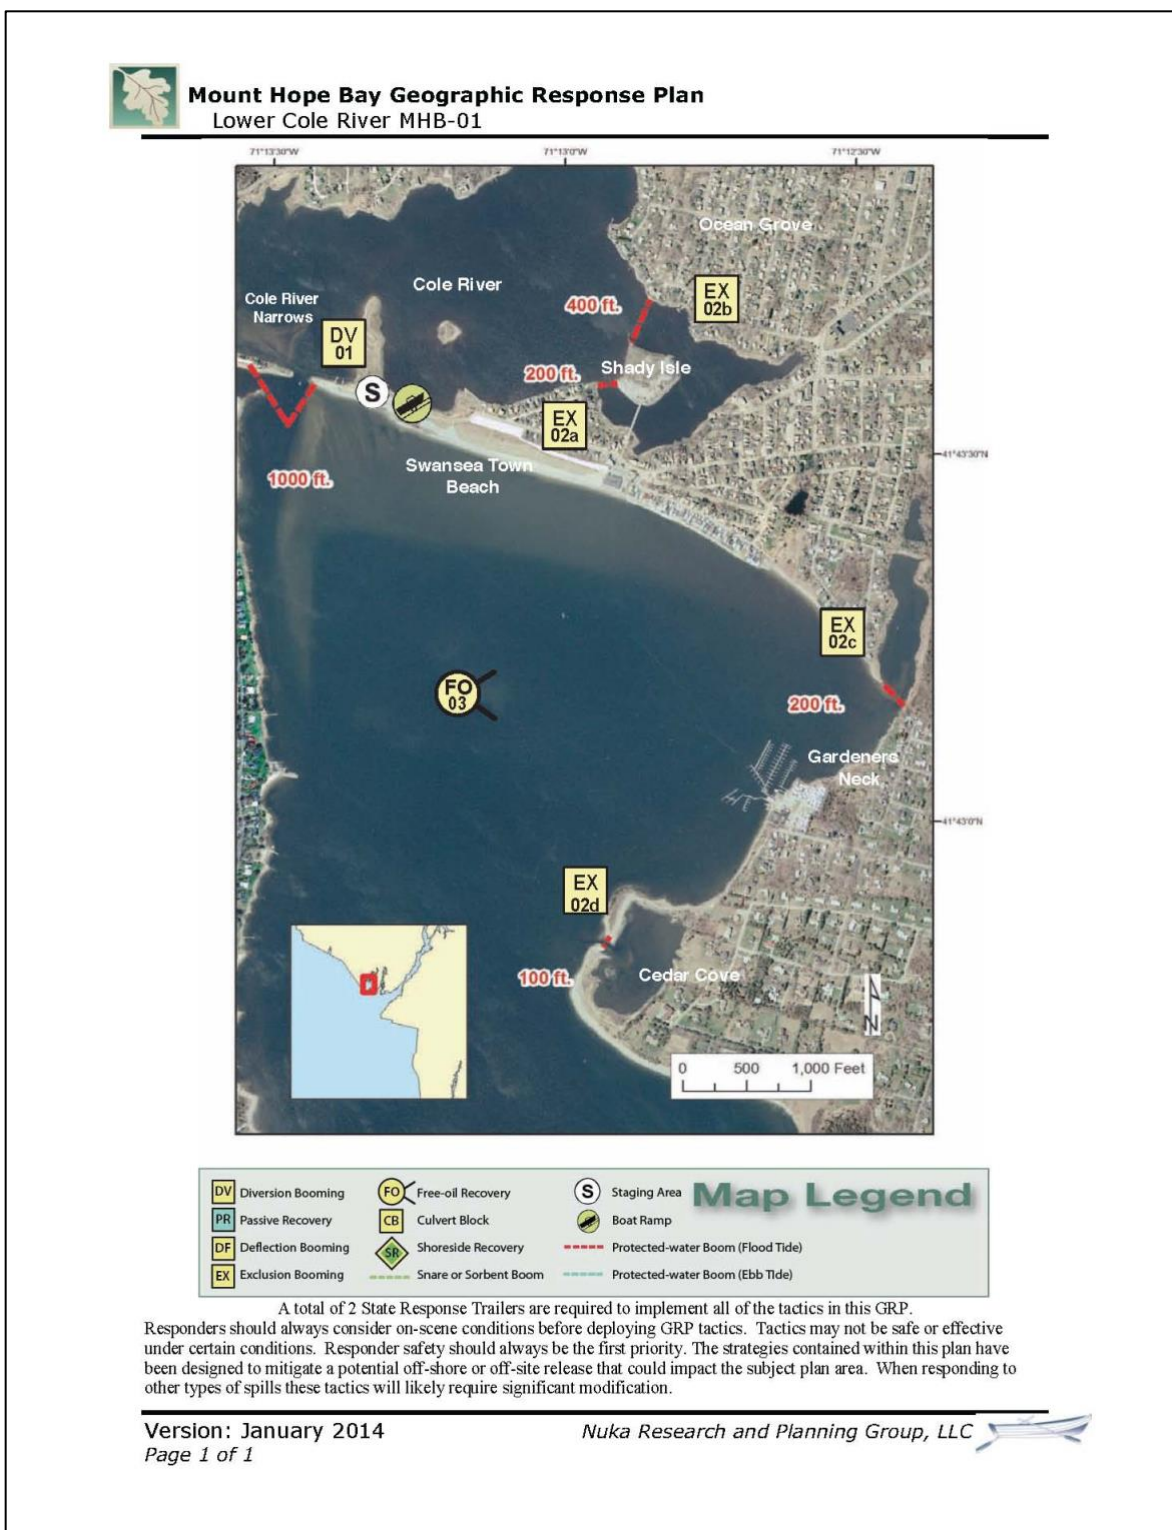 Mount Hope Bay Geographic Response Plan
Lower Cole River MHB-01
71°13'30"W
71°13'0"W
71°12'30"W
Ocean Grove
Cole River
EX
02b
400 ft.
Cole River
Narrows
DV
01
Shady Isle
200 ft.
S
EX
02a
41°43'30"N
Swansea Town
Beach
1000 ft.
EX
02c
FO
03
200 ft.
Gardeners
Neck
41°43'0"N
EX
02d
Cedar Cove
100 ft.
N
0 500 1,000 Feet
Map Legend
DV Diversion Booming
PR Passive Recovery
DF Deflection Booming
EX Exclusion Booming
FO Free-oil Recovery
CB Culvert Block
SR Shoreside Recovery
Snare or Sorbent Boom
S Staging Area
Boat Ramp
Protected-water Boom (Flood Tide)
Protected-water Boom (Ebb TIde)
A total of 2 State Response Trailers are required to implement all of the tactics in this GRP.
Responders should always consider on-scene conditions before deploying GRP tactics. Tactics may not be safe or effective
under certain conditions. Responder safety should always be the first priority. The strategies contained within this plan have
been designed to mitigate a potential off-shore or off-site release that could impact the subject plan area. When responding to
other types of spills these tactics will likely require significant modification.
Version: January 2014
Nuka Research and Planning Group, LLC
Page 1 of 1